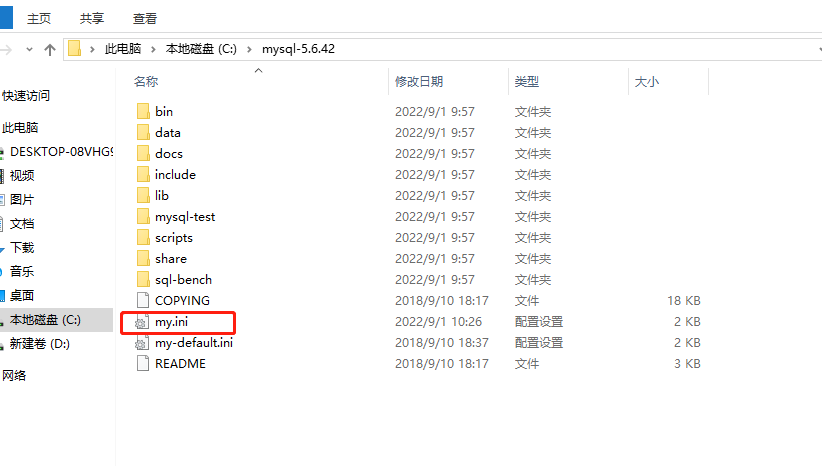 主页 共享 查看
此电脑 本地磁盘 (C:) mysql-5.6.42
名称 修改日期 类型 大小
快速访问
此电脑
DESKTOP-08VHG9
视频
图片
文档
下载
音乐
桌面
本地磁盘 (C:)
新建卷 (D:)
网络
bin 2022/9/1 9:57 文件夹
data 2022/9/1 9:57 文件夹
docs 2022/9/1 9:57 文件夹
include 2022/9/1 9:57 文件夹
lib 2022/9/1 9:57 文件夹
mysql-test 2022/9/1 9:57 文件夹
scripts 2022/9/1 9:57 文件夹
share 2022/9/1 9:57 文件夹
sql-bench 2022/9/1 9:57 文件夹
COPYING 2018/9/10 18:17 文件 18 KB
my.ini 2022/9/1 10:26 配置设置 2 KB
my-default.ini 2018/9/10 18:37 配置设置 2 KB
README 2018/9/10 18:17 文件 3 KB